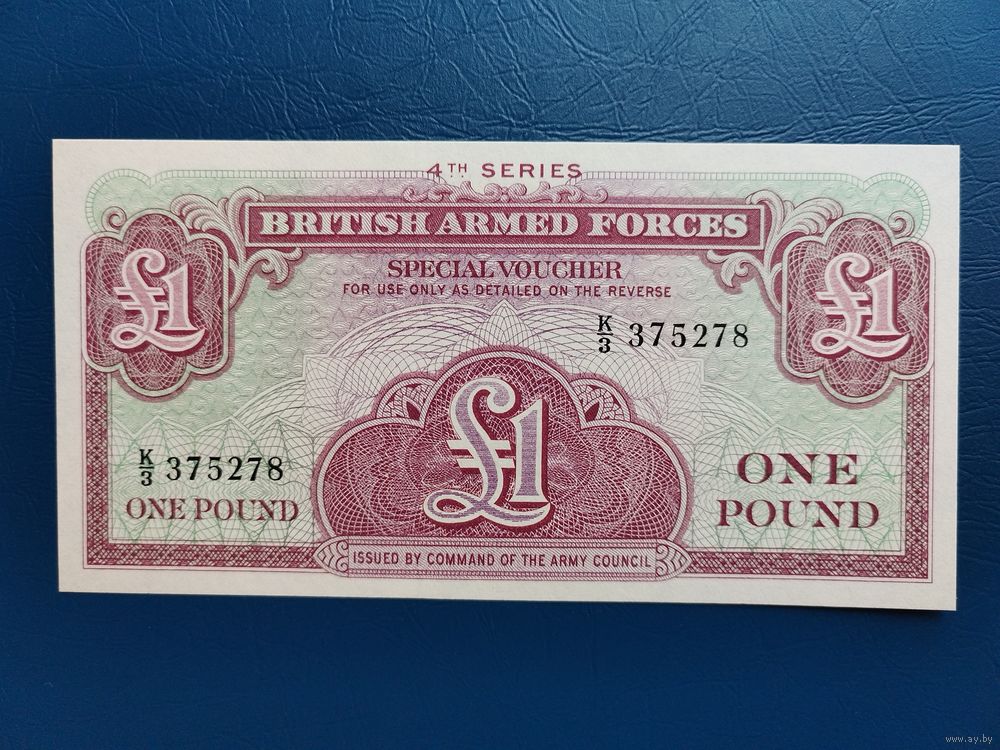 4TH SERIES
BRITISH ARMED FORCES
SPECIAL VOUCHER
FOR USE ONLY AS DETAILED ON THE REVERSE
£1
£1
K/3 375278
£1
K/3 375278
ONE POUND
ONE
POUND
ISSUED BY COMMAND OF THE ARMY COUNCIL
www.ay.by